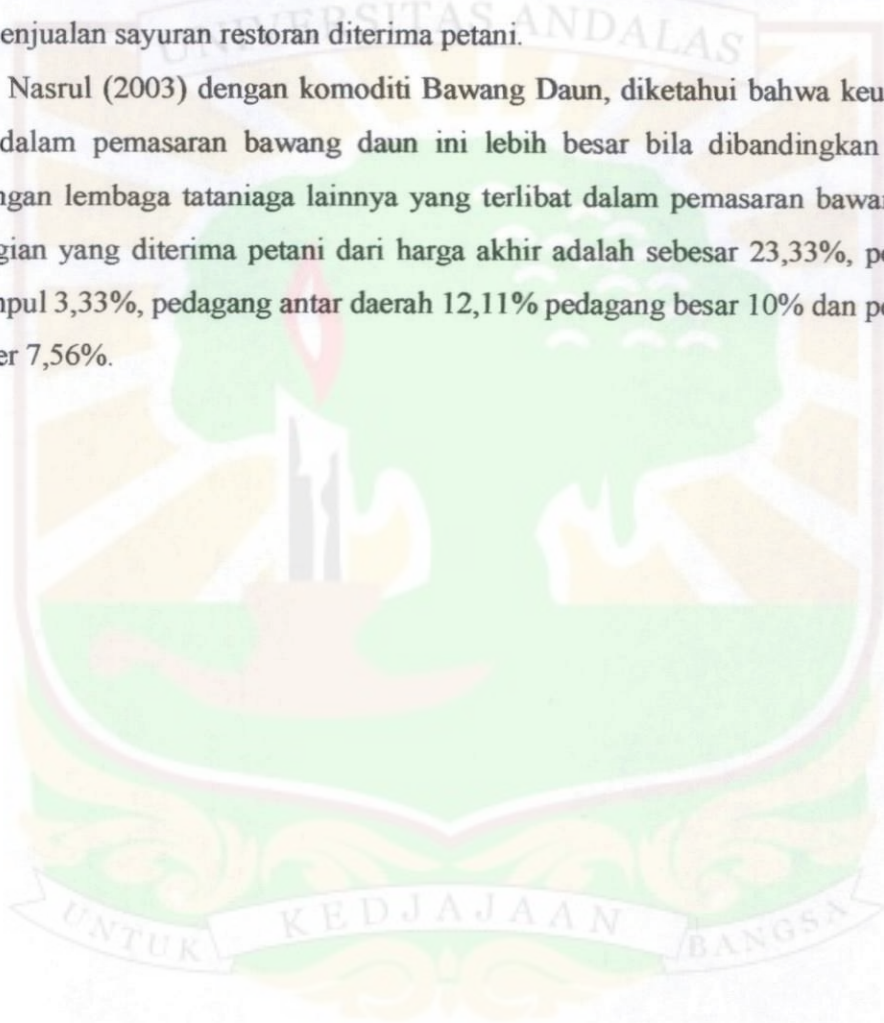 UNIVERSITAS ANDALAS
enjualan sayuran restoran diterima petani.
Nasrul (2003) dengan komoditi Bawang Daun, diketahui bahwa keu
dalam pemasaran bawang daun ini lebih besar bila dibandingkan
ngan lembaga tataniaga lainnya yang terlibat dalam pemasaran bawa
gian yang diterima petani dari harga akhir adalah sebesar 23,33%, p
npul 3,33%, pedagang antar daerah 12,11% pedagang besar 10% dan p
er 7,56%.
UNTUK KEDJAJAAN BANGSA